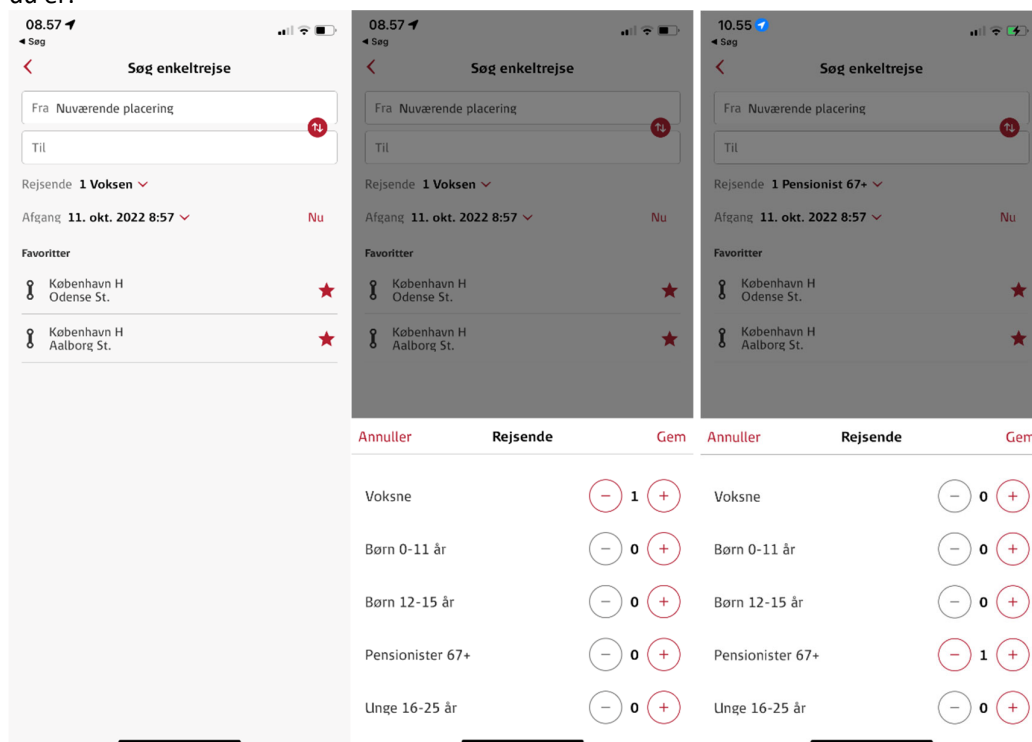 08.57
◄ Søg
Søg enkeltrejse
Fra Nuværende placering
Til
Rejsende 1 Voksen
Afgang 11. okt. 2022 8:57 Nu
Favoritter
København H
Odense St.
København H
Aalborg St.
08.57
◄ Søg
Søg enkeltrejse
Fra Nuværende placering
Til
Rejsende 1 Voksen
Afgang 11. okt. 2022 8:57 Nu
Favoritter
København H
Odense St.
København H
Aalborg St.
Annuller Rejsende Gem
Voksne − 1 +
Børn 0-11 år − 0 +
Børn 12-15 år − 0 +
Pensionister 67+ − 0 +
Unge 16-25 år − 0 +
10.55
◄ Søg
Søg enkeltrejse
Fra Nuværende placering
Til
Rejsende 1 Pensionist 67+
Afgang 11. okt. 2022 8:57 Nu
Favoritter
København H
Odense St.
København H
Aalborg St.
Annuller Rejsende Gem
Voksne − 0 +
Børn 0-11 år − 0 +
Børn 12-15 år − 0 +
Pensionister 67+ − 1 +
Unge 16-25 år − 0 +